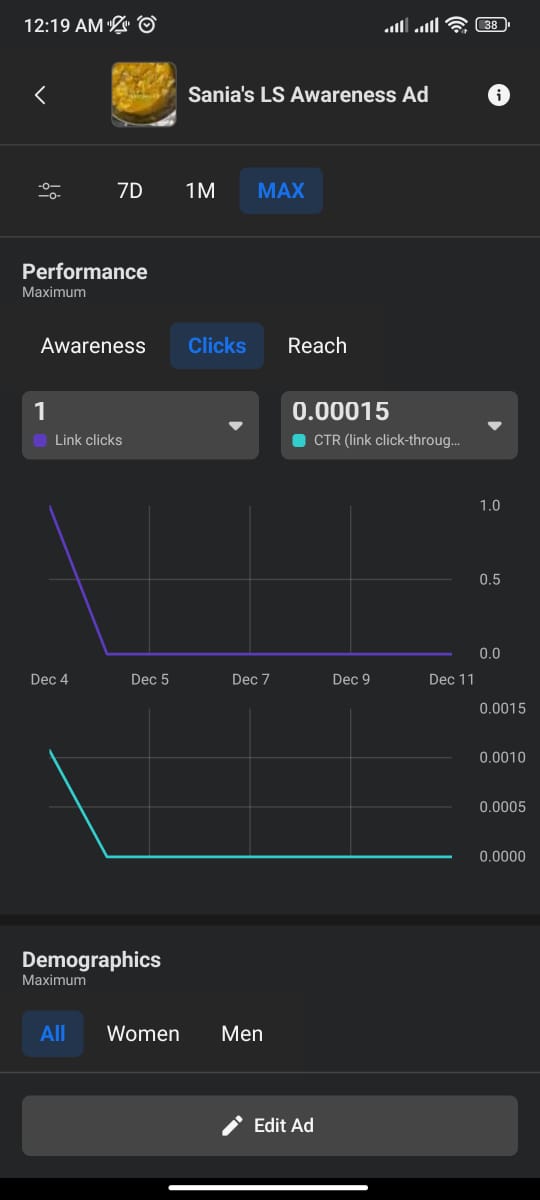 12:19 AM
38
Sania's LS Awareness Ad
7D 1M MAX
Performance
Maximum
Awareness Clicks Reach
1
Link clicks
0.00015
CTR (link click-throug...
1.0
0.5
0.0
Dec 4 Dec 5 Dec 7 Dec 9 Dec 11
0.0015
0.0010
0.0005
0.0000
Demographics
Maximum
All Women Men
Edit Ad